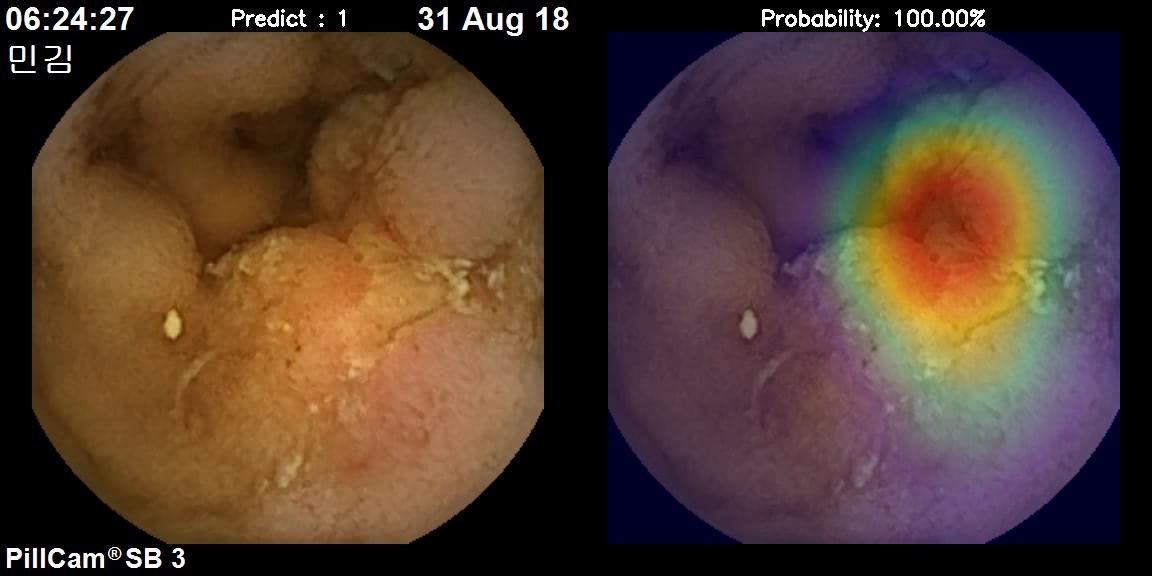 06:24:27 Predict : 1 31 Aug 18 Probability: 100.00%
민김
PillCam® SB 3